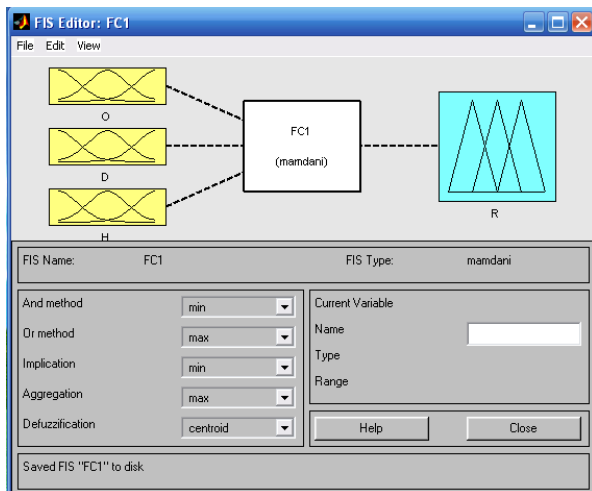 FIS Editor: FC1
File Edit View
O
D
H
FC1
(mamdani)
R
FIS Name: FC1 FIS Type: mamdani
And method min
Or method max
Implication min
Aggregation max
Defuzzification centroid
Current Variable
Name
Type
Range
Help Close
Saved FIS "FC1" to disk